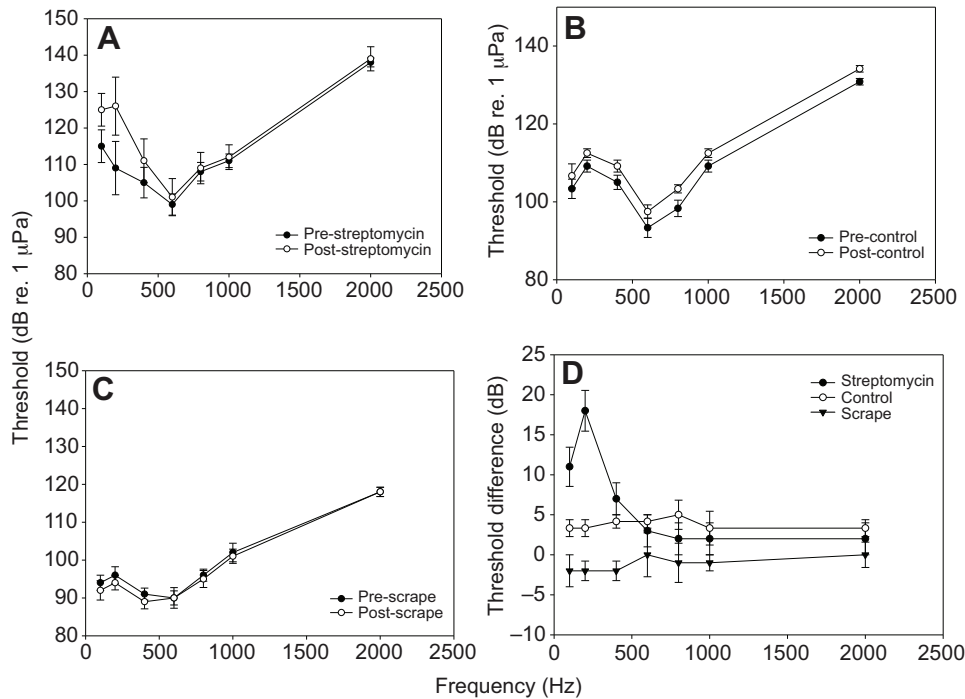 A
150
140
130
120
110
100
90
80
0 500 1000 1500 2000 2500
Pre-streptomycin
Post-streptomycin
B
Threshold (dB re. 1 μPa)
140
120
100
80
0 500 1000 1500 2000 2500
Pre-control
Post-control
Threshold (dB re. 1 μPa)
C
150
140
130
120
110
100
90
80
0 500 1000 1500 2000 2500
Pre-scrape
Post-scrape
D
Threshold difference (dB)
25
20
15
10
5
0
–5
–10
0 500 1000 1500 2000 2500
Streptomycin
Control
Scrape
Frequency (Hz)